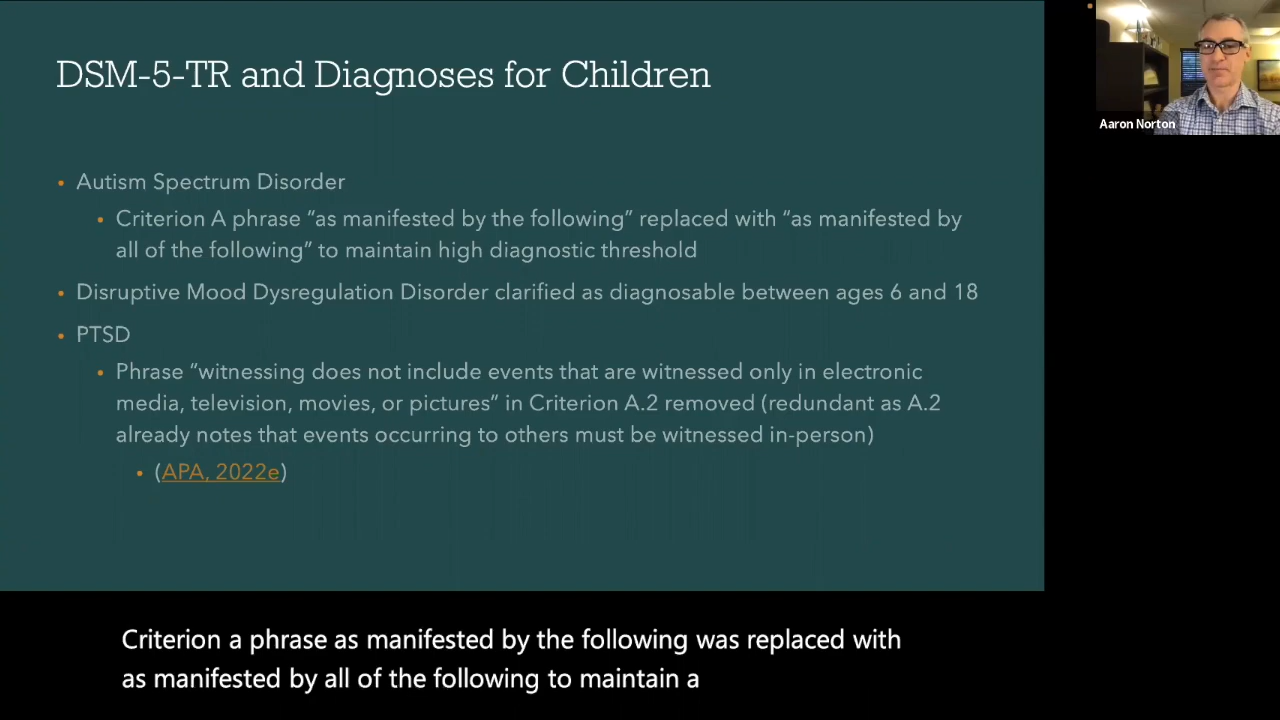 DSM-5-TR and Diagnoses for Children
• Autism Spectrum Disorder
• Criterion A phrase “as manifested by the following” replaced with “as manifested by
all of the following” to maintain high diagnostic threshold
• Disruptive Mood Dysregulation Disorder clarified as diagnosable between ages 6 and 18
• PTSD
• Phrase “witnessing does not include events that are witnessed only in electronic
media, television, movies, or pictures” in Criterion A.2 removed (redundant as A.2
already notes that events occurring to others must be witnessed in-person)
• (APA, 2022e)
Aaron Norton
Criterion a phrase as manifested by the following was replaced with
as manifested by all of the following to maintain a